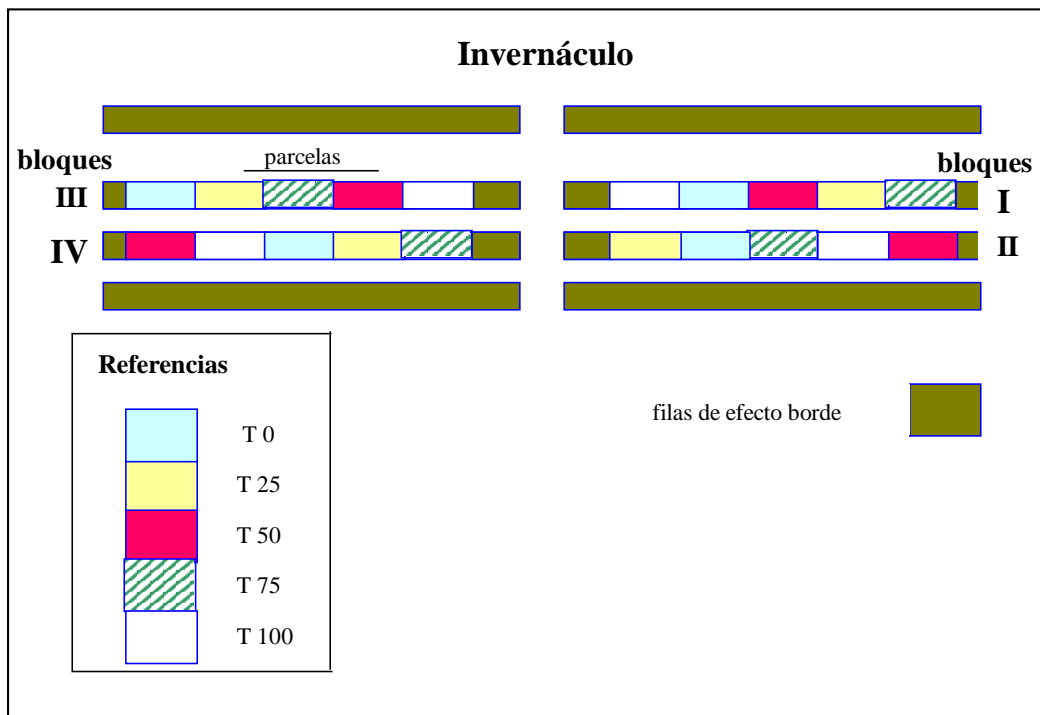 Invernáculo
bloques
parcelas
bloques
III
I
IV
II
Referencias
T 0
T 25
T 50
T 75
T 100
filas de efecto borde